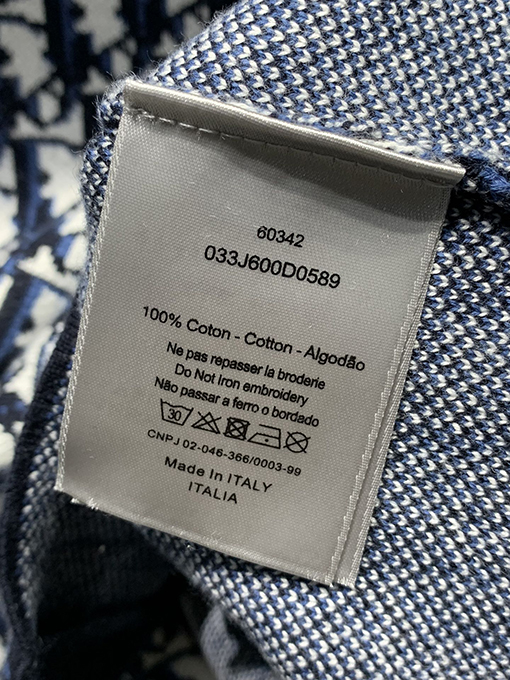 60342
033J600D0589
100% Coton - Cotton - Algodão
Ne pas repasser la broderie
Do Not Iron embroidery
Não passar a ferro o bordado
30
CNPJ 02-046-366/0003-99
Made In ITALY
ITALIA